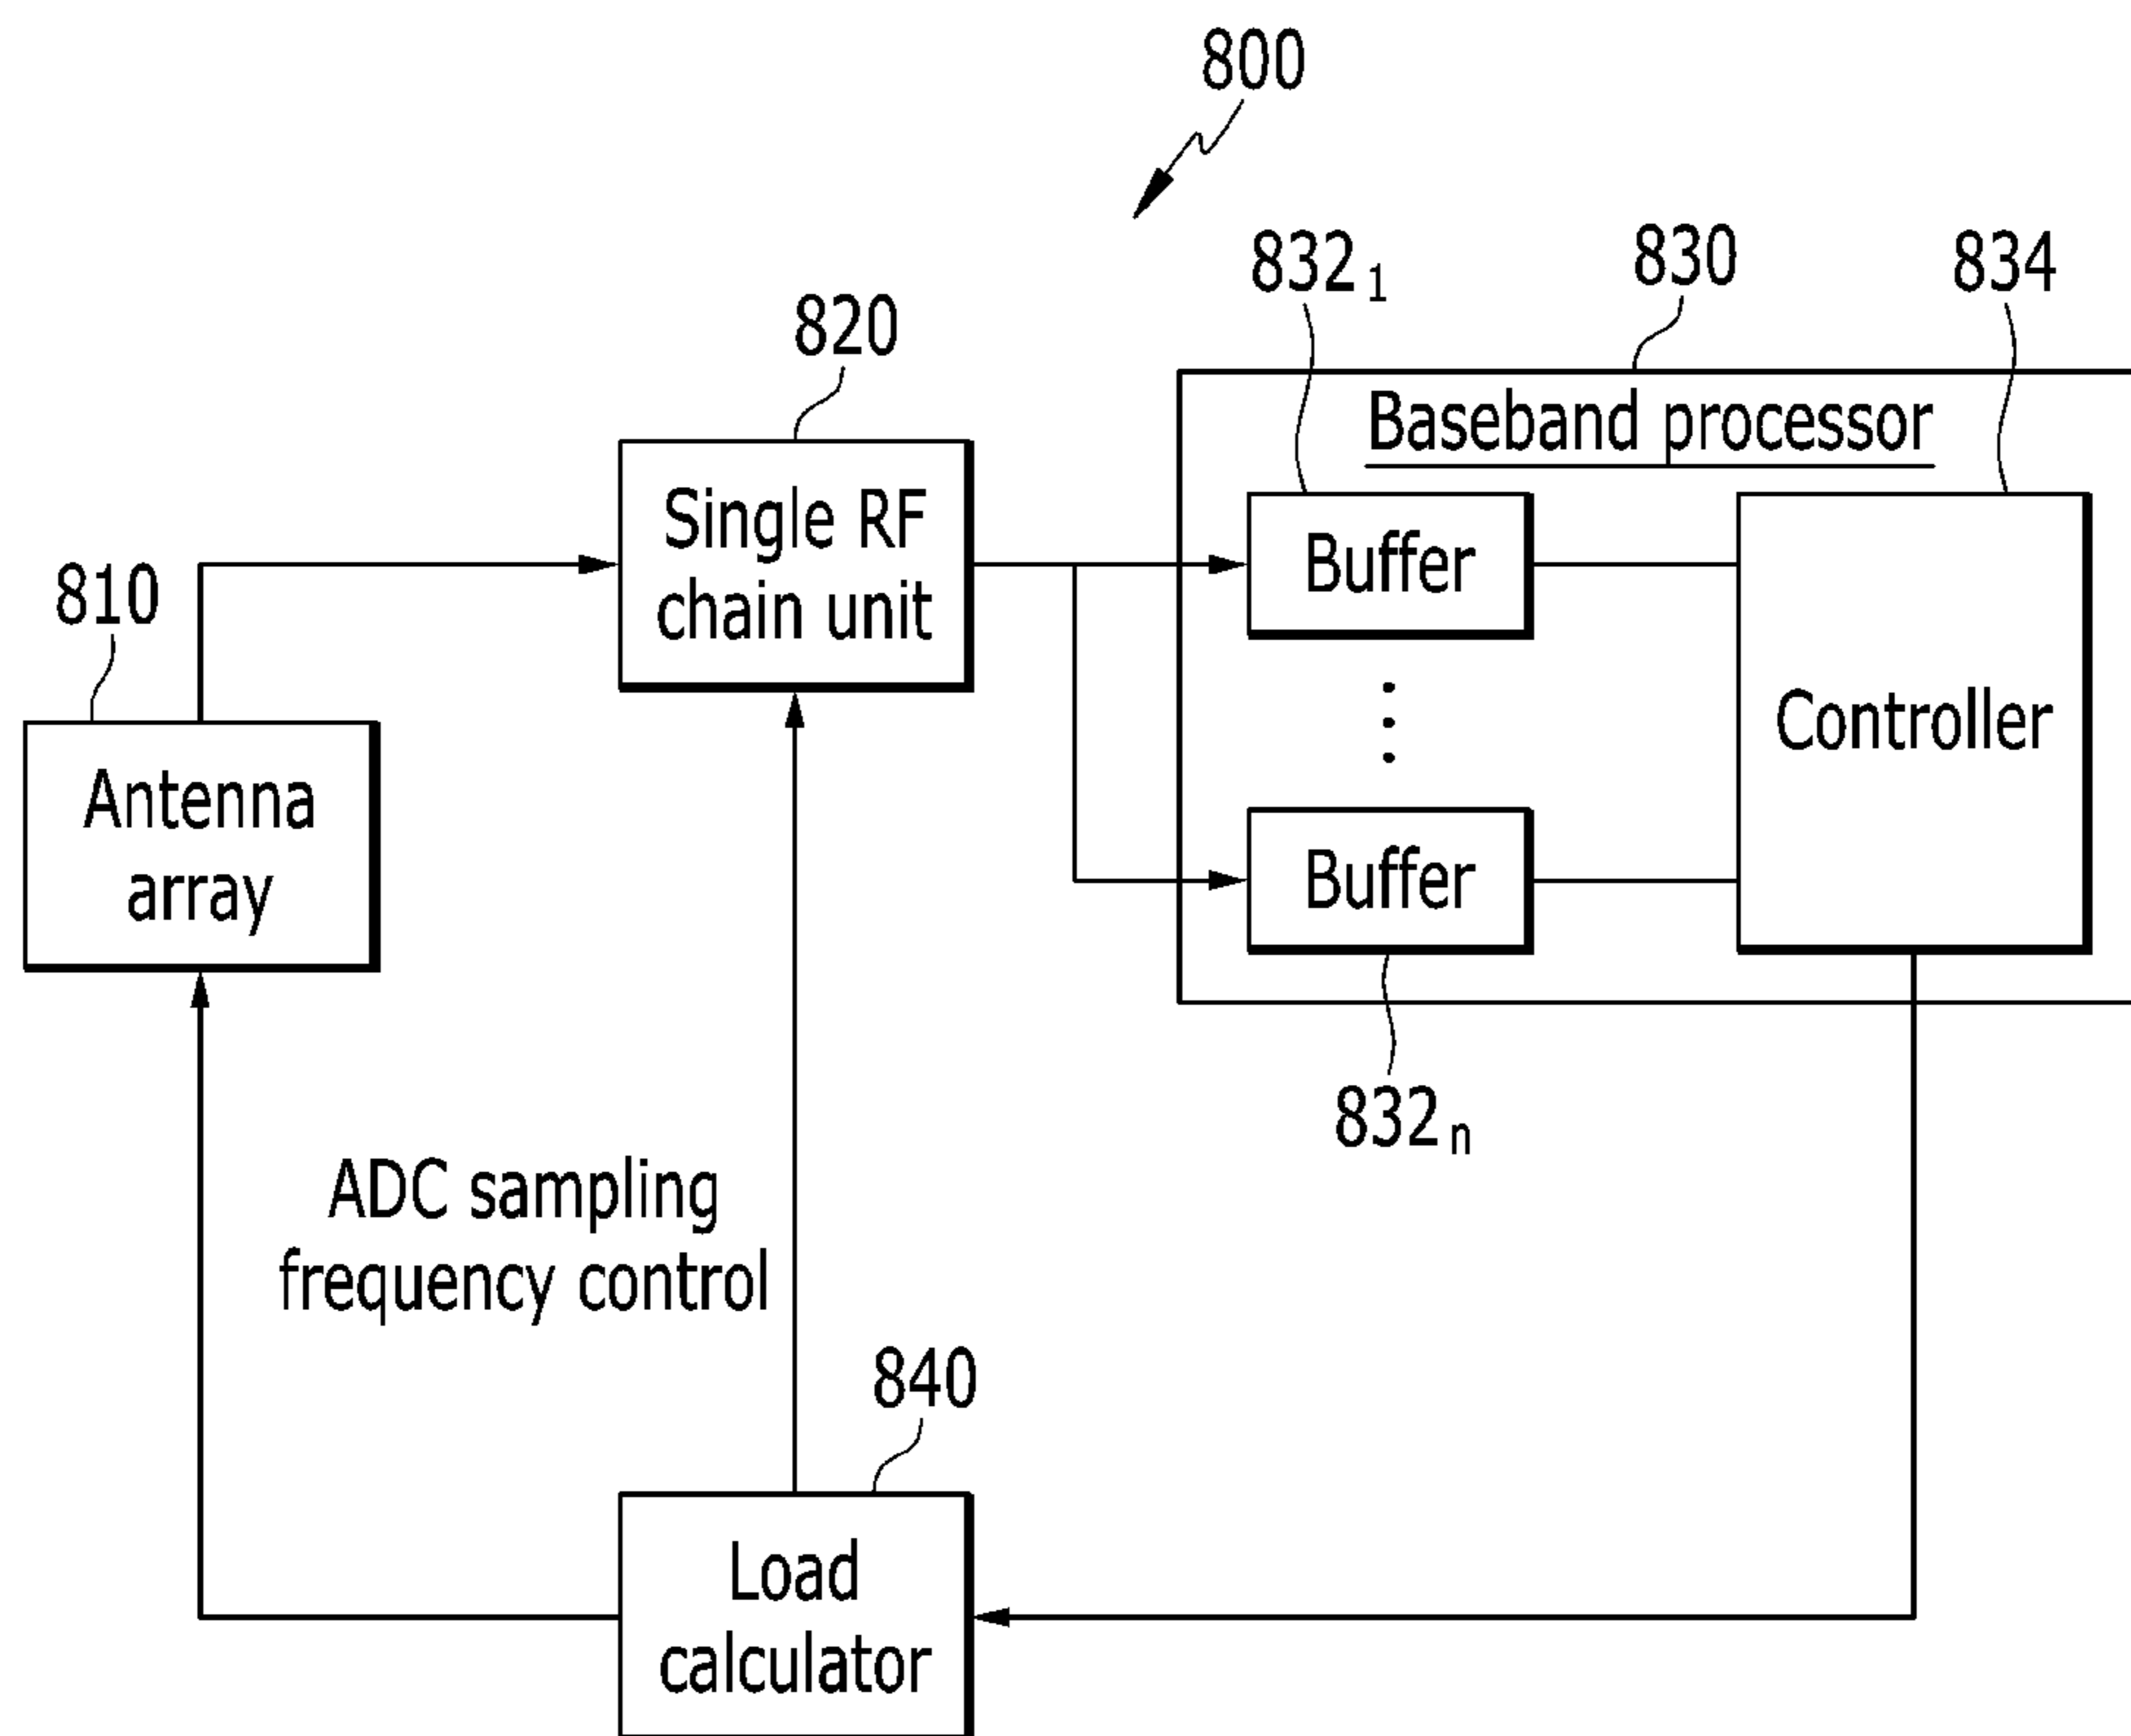 800
832₁
830
834
820
Baseband processor
Single RF
chain unit
Buffer
810
Controller
Antenna
array
Buffer
832ₙ
ADC sampling
frequency control
840
Load
calculator